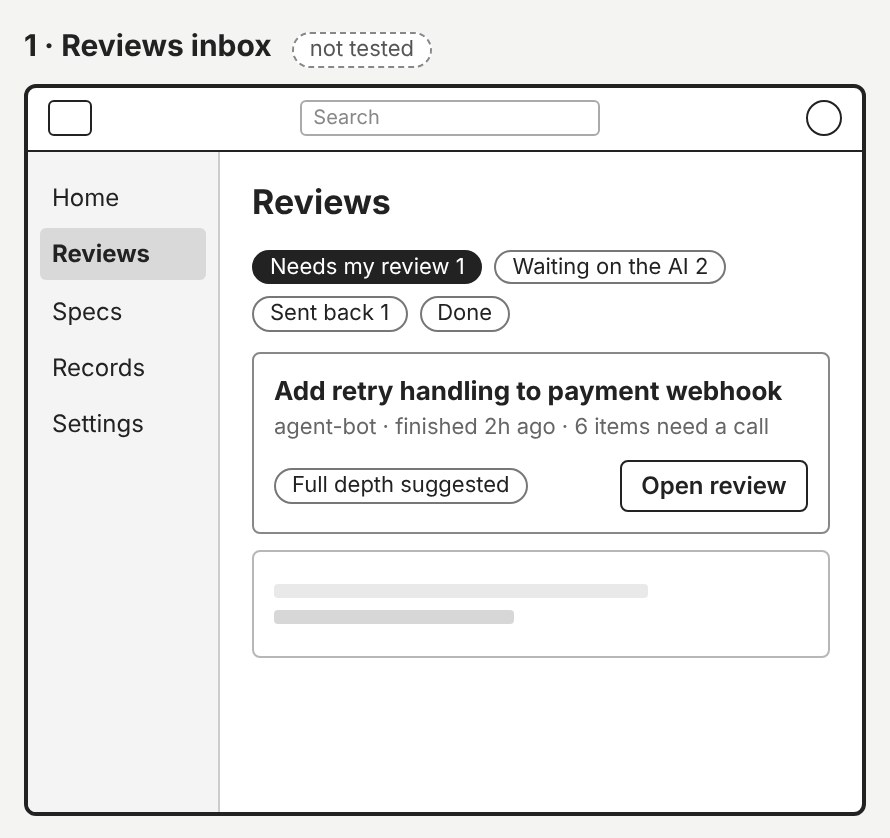 1 · Reviews inbox not tested
Search
Home
Reviews
Specs
Records
Settings
Reviews
Needs my review 1 Waiting on the AI 2
Sent back 1 Done
Add retry handling to payment webhook
agent-bot · finished 2h ago · 6 items need a call
Full depth suggested Open review